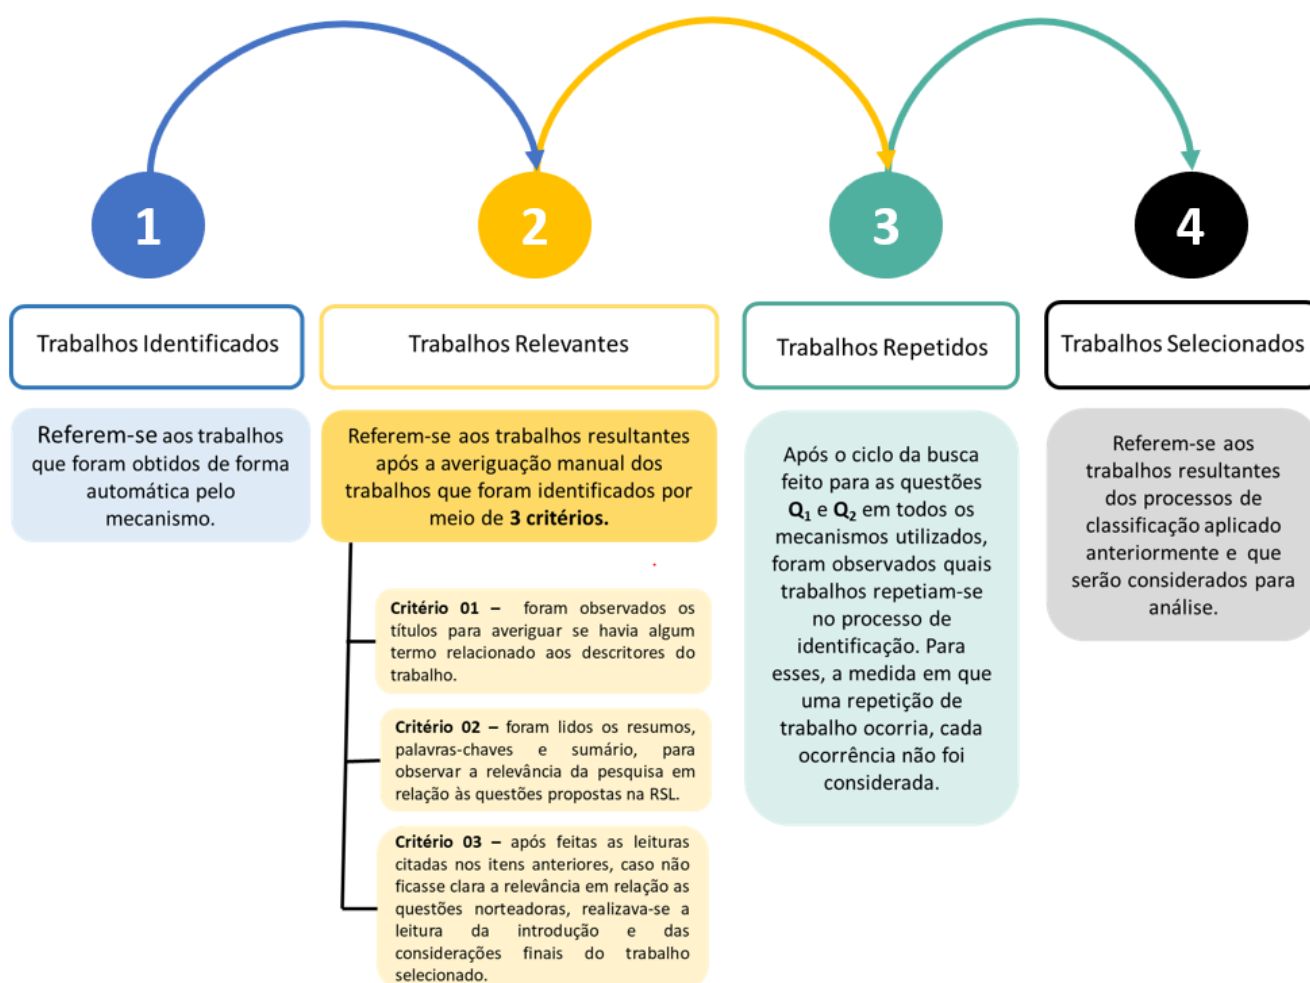 1
2
3
4
Trabalhos Identificados
Referem-se aos trabalhos
que foram obtidos de forma
automática pelo
mecanismo.
Trabalhos Relevantes
Referem-se aos trabalhos resultantes
após a averiguação manual dos
trabalhos que foram identificados por
meio de 3 critérios.
Critério 01 – foram observados os
títulos para averiguar se havia algum
termo relacionado aos descritores do
trabalho.
Critério 02 – foram lidos os resumos,
palavras-chaves e sumário, para
observar a relevância da pesquisa em
relação às questões propostas na RSL.
Critério 03 – após feitas as leituras
citadas nos itens anteriores, caso não
ficasse clara a relevância em relação as
questões norteadoras, realizava-se a
leitura da introdução e das
considerações finais do trabalho
selecionado.
Trabalhos Repetidos
Após o ciclo da busca
feito para as questões
Q₁ e Q₂ em todos os
mecanismos utilizados,
foram observados quais
trabalhos repetiam-se
no processo de
identificação. Para
esses, a medida em que
uma repetição de
trabalho ocorria, cada
ocorrência não foi
considerada.
Trabalhos Selecionados
Referem-se aos
trabalhos resultantes
dos processos de
classificação aplicado
anteriormente e que
serão considerados para
análise.